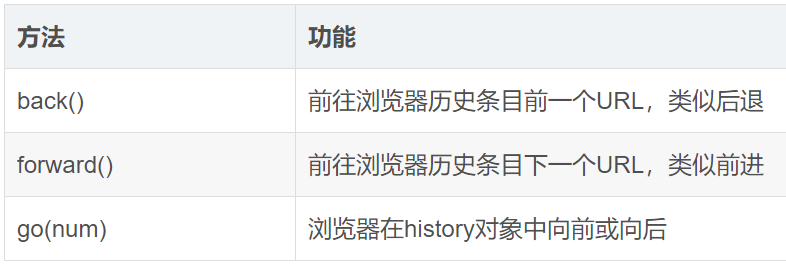 方法 功能
back() 前往浏览器历史条目前一个URL，类似后退
forward() 前往浏览器历史条目下一个URL，类似前进
go(num) 浏览器在history对象中向前或向后